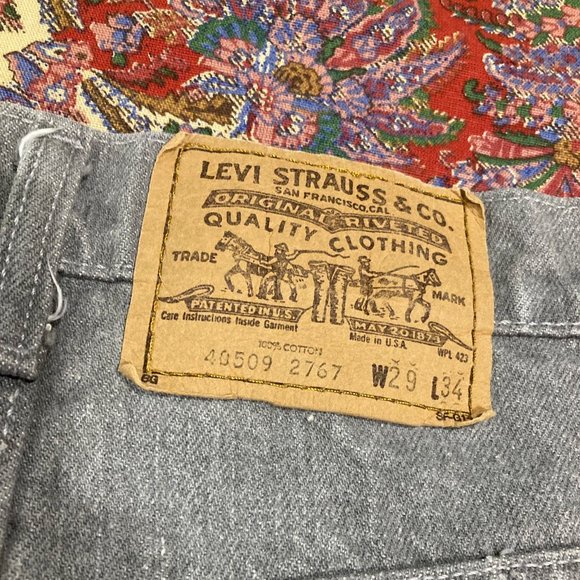 LEVI STRAUSS & CO.
SAN FRANCISCO, CAL
ORIGINAL RIVETED
QUALITY CLOTHING
TRADE MARK
PATENTED IN U.S. MAY 20 1873
Care Instructions Inside Garment Made in U.S.A. WPL 423
100% COTTON
40509 2767 W29 L34
SG